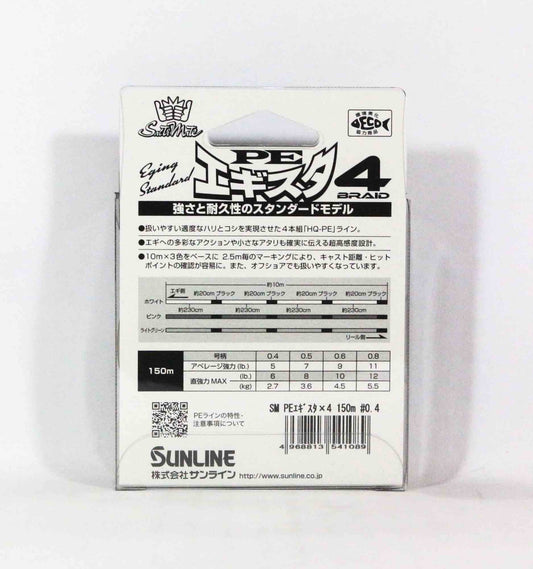 SaltiMate
環境美化
ECO
協力商品
Eging
Standard
PE
エギ・スタ4
BRAID
強さと耐久性のスタンダードモデル
●扱いやすい適度なハリとコシを実現させた4本組「HQ-PE」ライン。
●エギへの多彩なアクションや小さなアタリも確実に伝える超高感度設計。
●10m×3色をベースに 2.5m毎のマーキングにより、キャスト距離・ヒット
ポイントの確認が容易に。また、オフショアでも扱いやすくなっています。
約10m
エギ側 約20cm ブラック 約20cm ブラック 約20cm ブラック 約20cm ブラック
ホワイト
約230cm 約230cm 約230cm 約230cm
ピンク
ライトグリーン
リール側
150m
号柄 0.4 0.5 0.6 0.8
アベレージ強力(lb.) 5 7 9 11
直強力 MAX (lb.) 6 8 10 12
(kg) 2.7 3.6 4.5 5.5
PEラインの特性・
注意事項について
SM PEエギスタ×4 150m #0.4
4 968813 541089
SUNLINE
株式会社サンライン http://www.sunline.co.jp